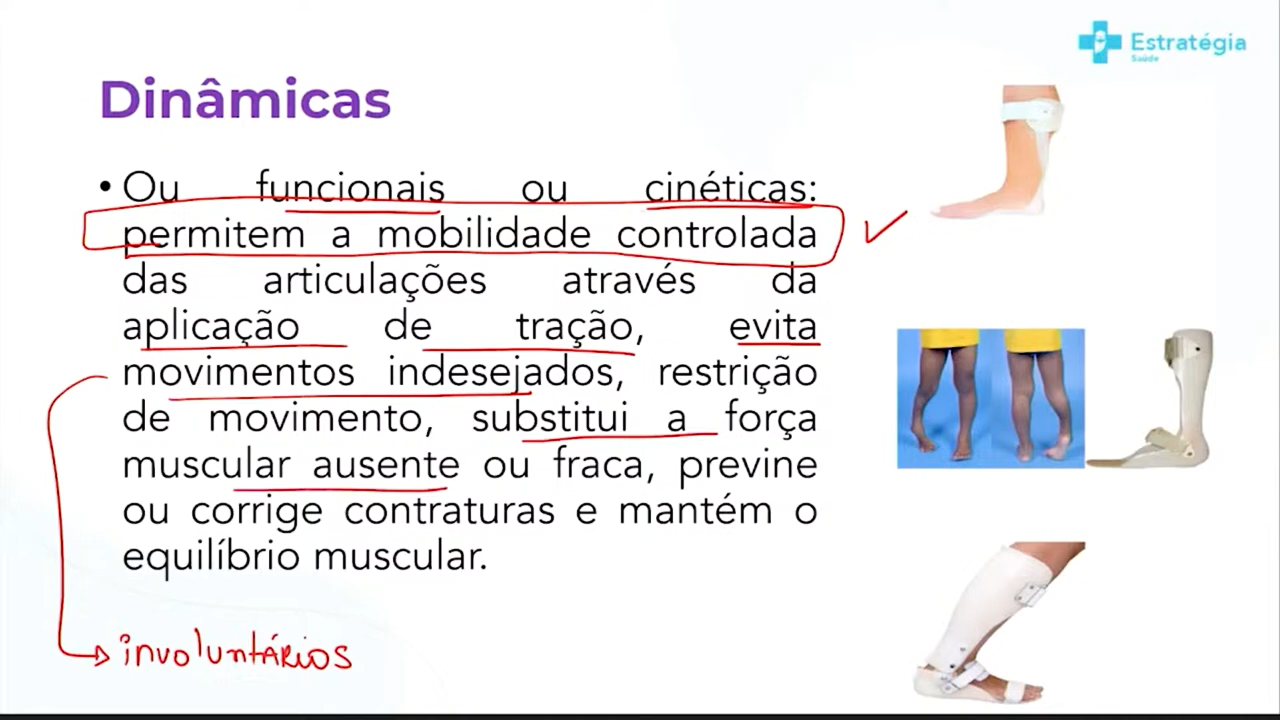 Estratégia
Saúde
Dinâmicas
• Ou funcionais ou cinéticas:
permitem a mobilidade controlada
das articulações através da
aplicação de tração, evita
movimentos indesejados, restrição
de movimento, substitui a força
muscular ausente ou fraca, previne
ou corrige contraturas e mantém o
equilíbrio muscular.
involuntários